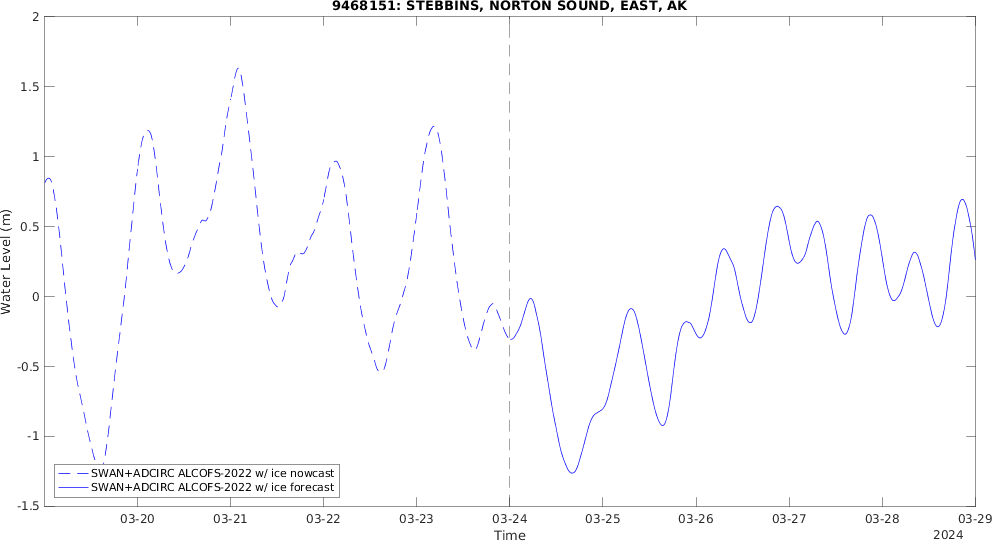 9468151: STEBBINS, NORTON SOUND, EAST, AK
2
1.5
1
0.5
0
-0.5
-1
-1.5
Water Level (m)
SWAN+ADCIRC ALCOFS-2022 w/ ice nowcast
SWAN+ADCIRC ALCOFS-2022 w/ ice forecast
03-20 03-21 03-22 03-23 03-24 03-25 03-26 03-27 03-28 03-29
Time
2024